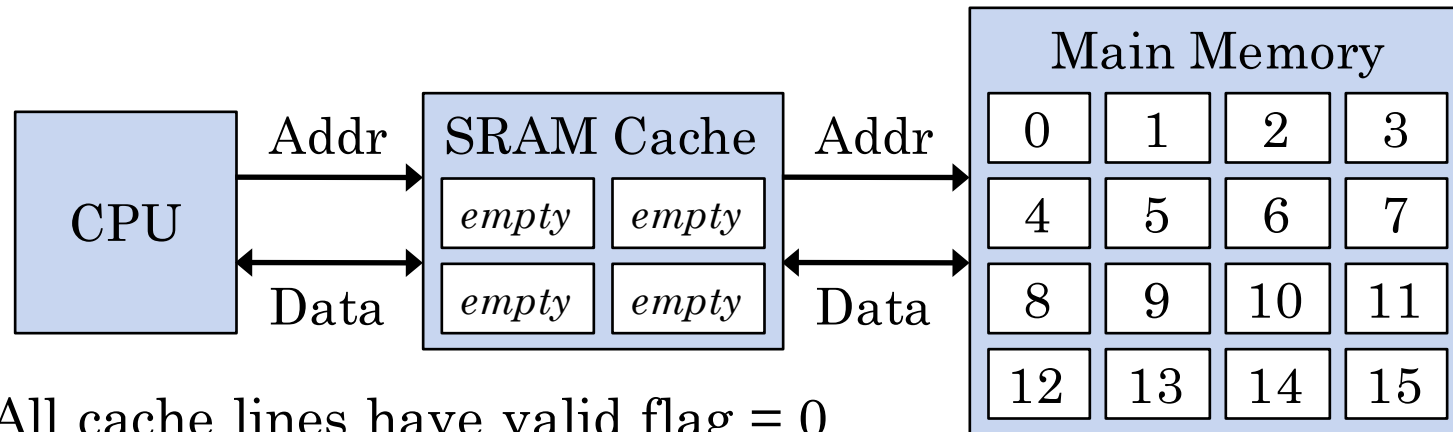 Main Memory
Addr SRAM Cache Addr
0 1 2 3
CPU empty empty 4 5 6 7
Data empty empty Data 8 9 10 11
12 13 14 15
All cache lines have valid flag = 0